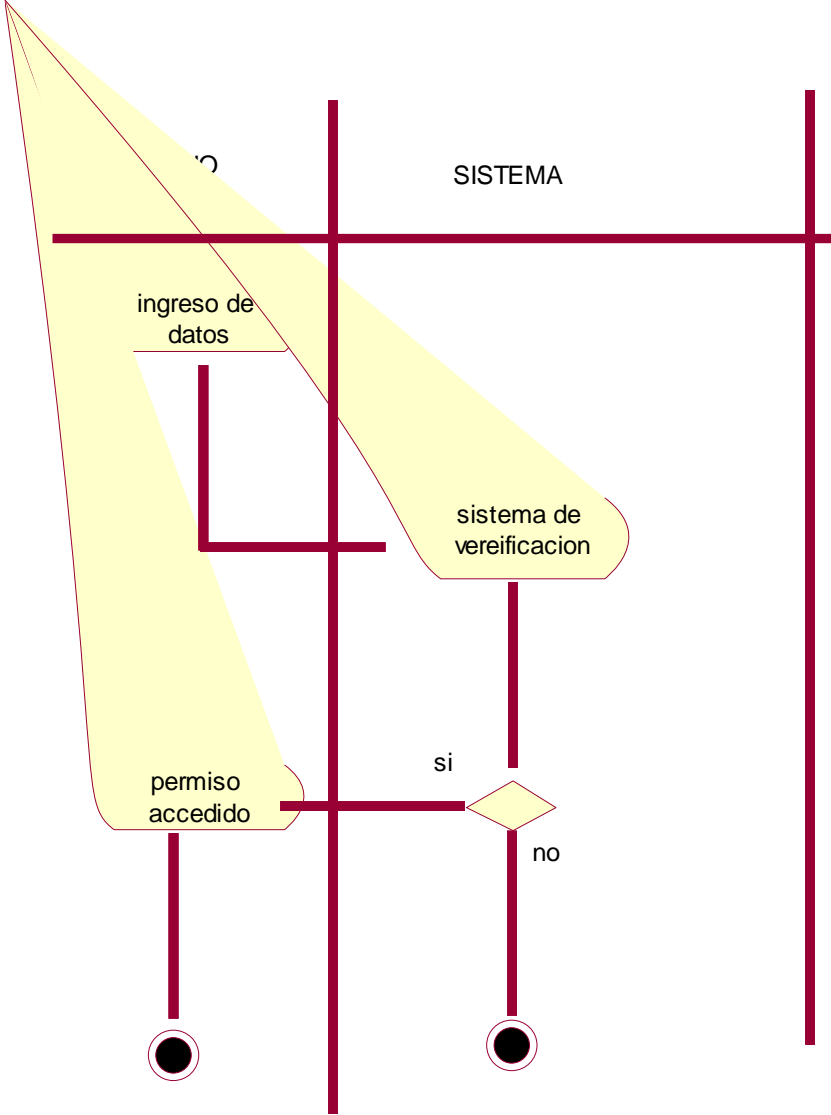 SISTEMA
ingreso de
datos
sistema de
vereificacion
si
permiso
accedido
no